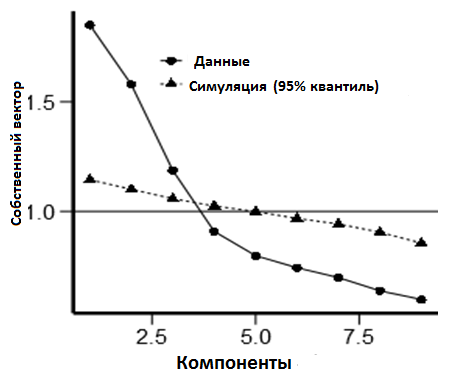 Данные
Симуляция (95% квантиль)
Собственный вектор
1.5
1.0
2.5
5.0
7.5
Компоненты